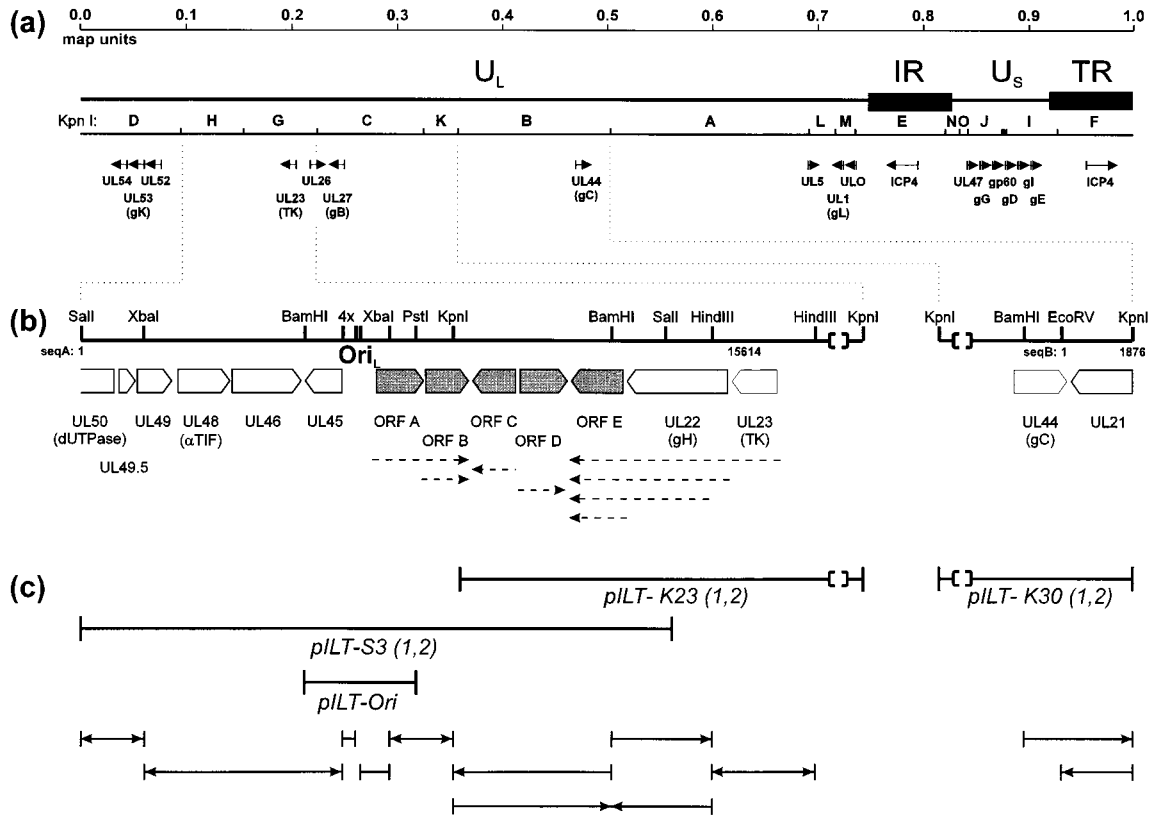 (a)
0.0 0.1 0.2 0.3 0.4 0.5 0.6 0.7 0.8 0.9 1.0
map units
UL IR US TR
Kpn I: D H G C K B A L M E N O J I F
UL54 UL52 UL26 UL44 UL5 ULO ICP4 UL47 gp60 gI ICP4
UL53 UL23 UL27 (gC) UL1 gG gD gE
(gK) (TK) (gB) (gL)
(b)
SalI XbaI BamHI 4x XbaI PstI KpnI BamHI SalI HindIII HindIII KpnI KpnI BamHI EcoRV KpnI
seqA: 1 OriL 15614 seqB: 1 1876
UL50 UL49 UL48 UL46 UL45 ORF A ORF C ORF E UL22 UL23 UL44 UL21
(dUTPase) (αTIF) ORF B ORF D (gH) (TK) (gC)
UL49.5
(c)
pILT- K23 (1,2) pILT- K30 (1,2)
pILT-S3 (1,2)
pILT-Ori